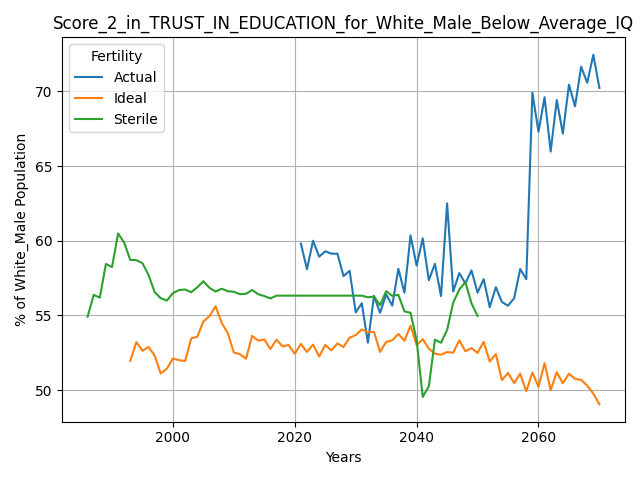 Score_2_in_TRUST_IN_EDUCATION_for_White_Male_Below_Average_IQ
Fertility
Actual
Ideal
Sterile
% of White_Male Population
70
65
60
55
50
2000
2020
2040
2060
Years